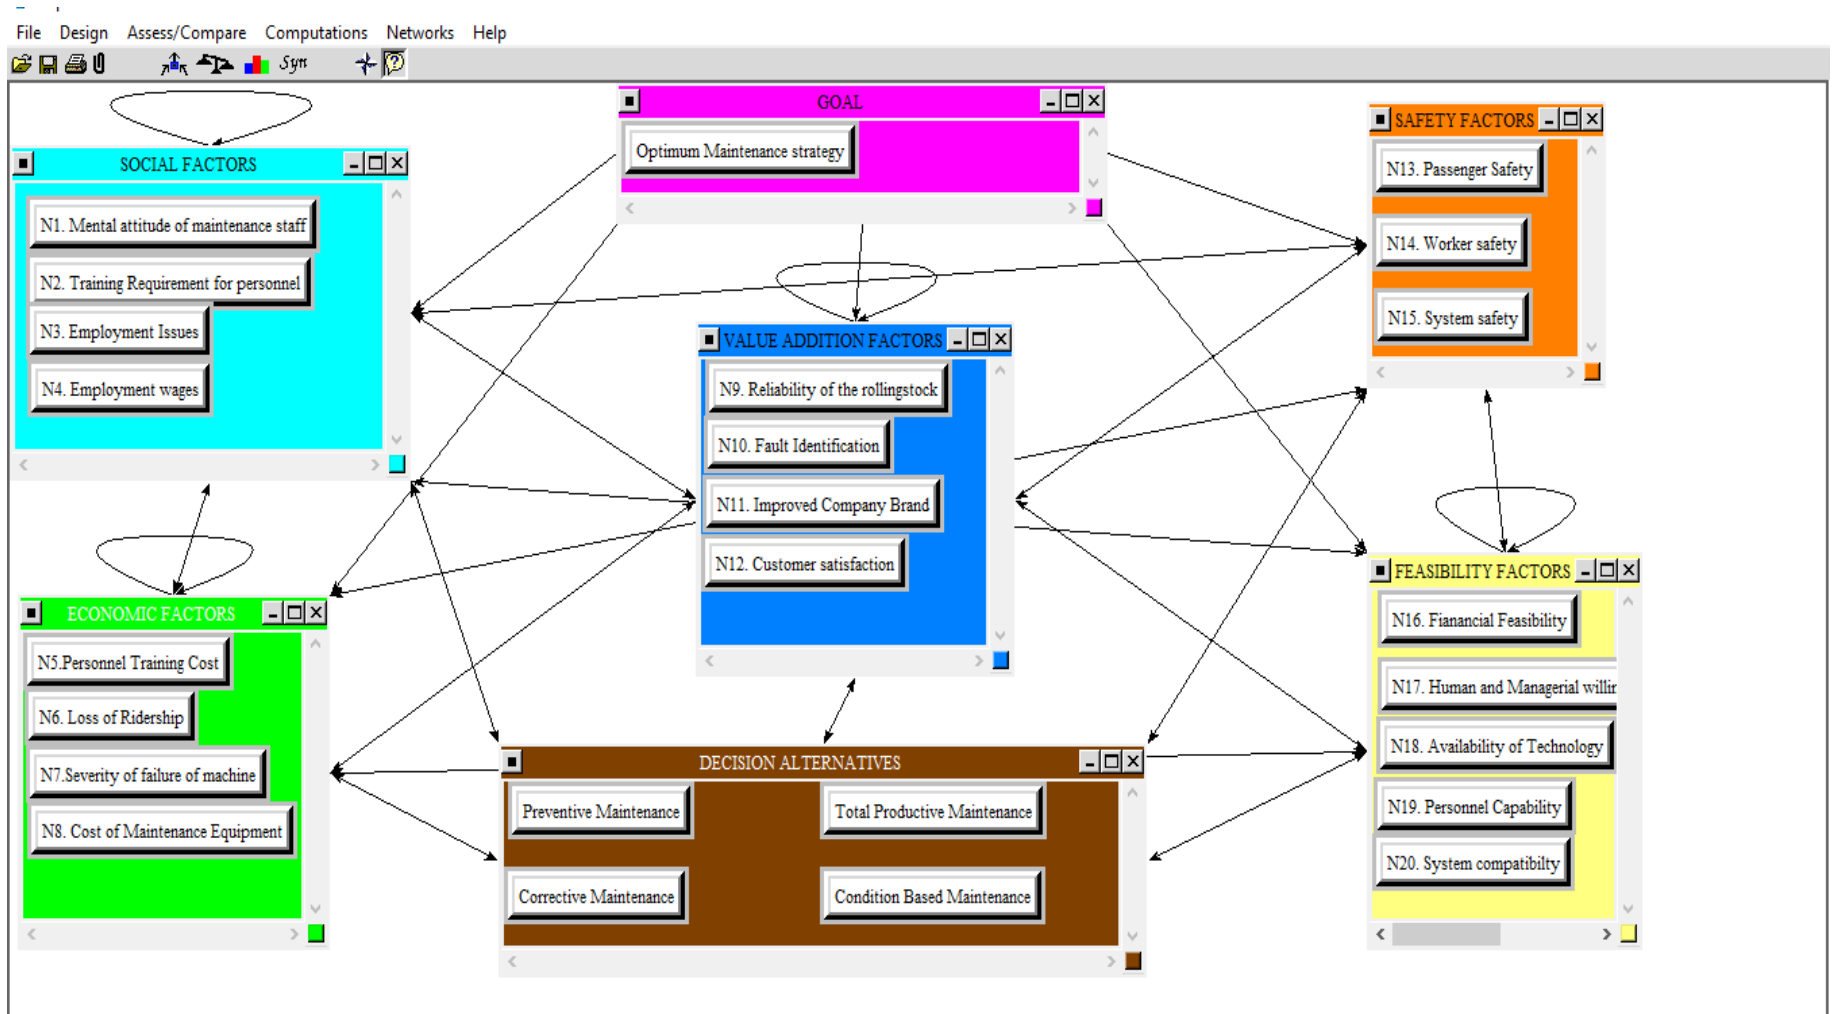 File Design Assess/Compare Computations Networks Help
Syn
GOAL
Optimum Maintenance strategy
SAFETY FACTORS
N13. Passenger Safety
N14. Worker safety
N15. System safety
SOCIAL FACTORS
N1. Mental attitude of maintenance staff
N2. Training Requirement for personnel
N3. Employment Issues
N4. Employment wages
VALUE ADDITION FACTORS
N9. Reliability of the rollingstock
N10. Fault Identification
N11. Improved Company Brand
N12. Customer satisfaction
ECONOMIC FACTORS
N5.Personnel Training Cost
N6. Loss of Ridership
N7.Severity of failure of machine
N8. Cost of Maintenance Equipment
FEASIBILITY FACTORS
N16. Fianancial Feasibility
N17. Human and Managerial willin
N18. Availability of Technology
N19. Personnel Capability
N20. System compatibilty
DECISION ALTERNATIVES
Preventive Maintenance
Total Productive Maintenance
Corrective Maintenance
Condition Based Maintenance